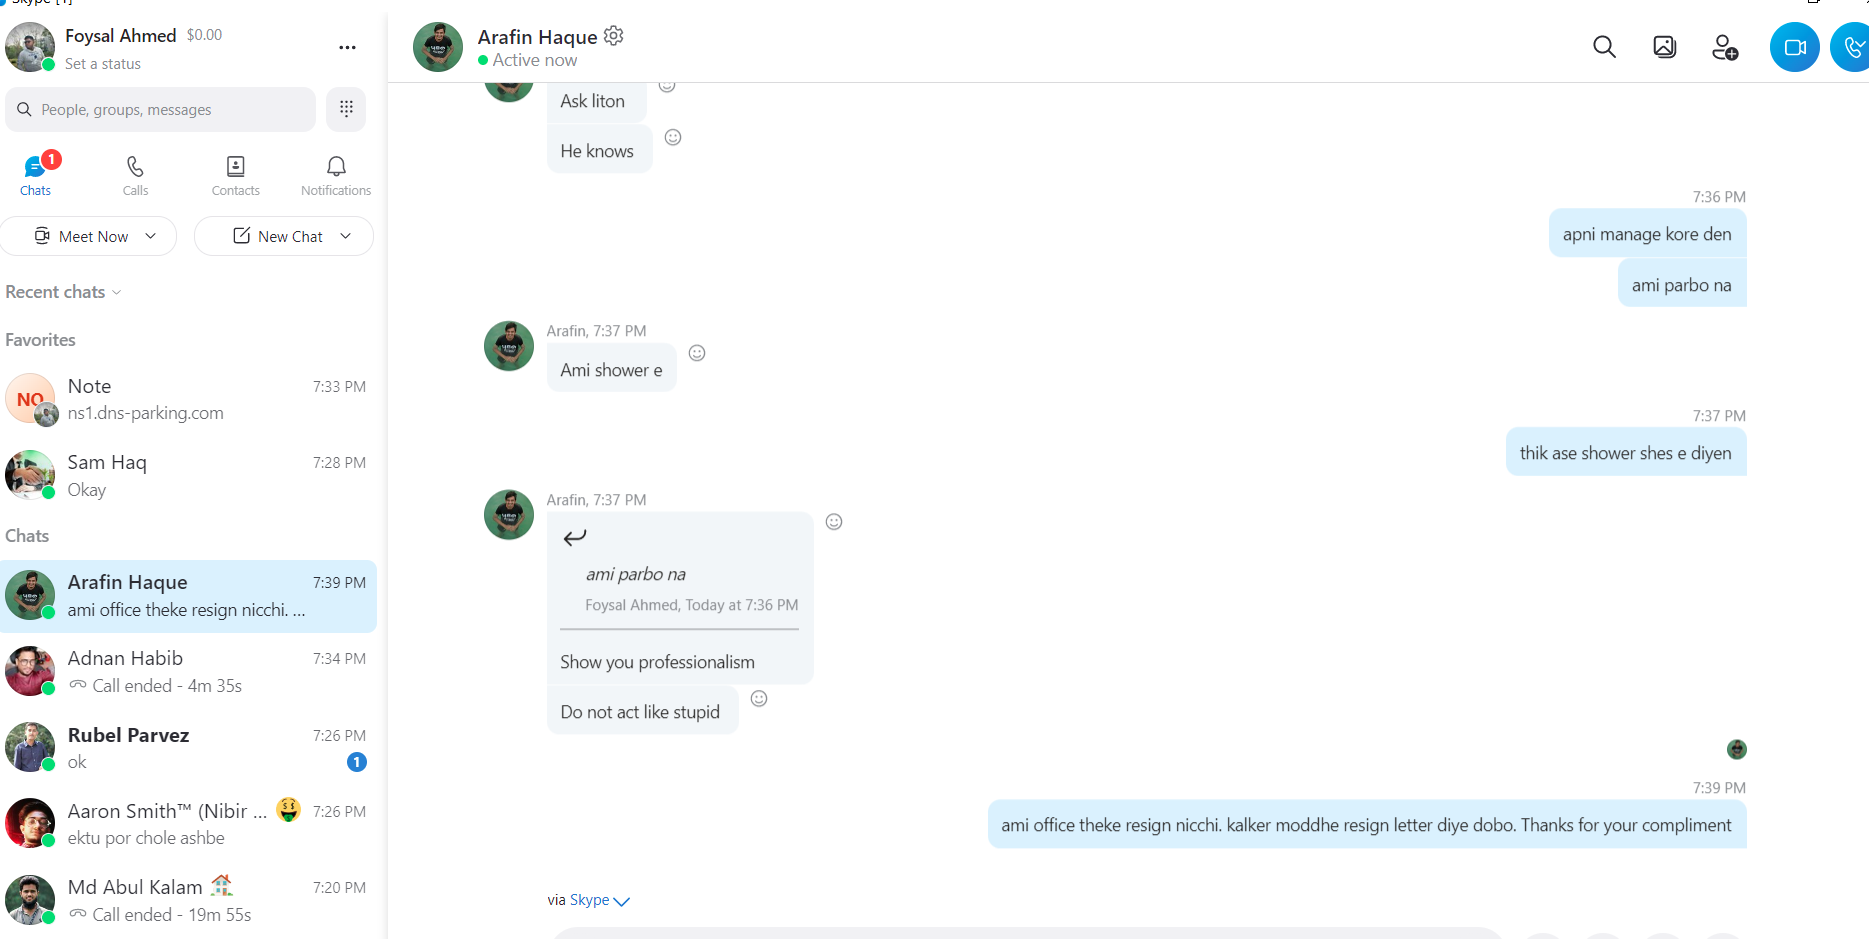 Skype [1]
Foysal Ahmed $0.00
Set a status
People, groups, messages
1
Chats
Calls
Contacts
Notifications
Meet Now
New Chat
Recent chats
Favorites
NO
Note 7:33 PM
ns1.dns-parking.com
Sam Haq 7:28 PM
Okay
Chats
Arafin Haque 7:39 PM
ami office theke resign nicchi. ...
Adnan Habib 7:34 PM
Call ended - 4m 35s
Rubel Parvez 7:26 PM
ok 1
Aaron Smith™ (Nibir ... 7:26 PM
ektu por chole ashbe
Md Abul Kalam 7:20 PM
Call ended - 19m 55s
Arafin Haque
Active now
Ask liton
He knows
7:36 PM
apni manage kore den
ami parbo na
Arafin, 7:37 PM
Ami shower e
7:37 PM
thik ase shower shes e diyen
Arafin, 7:37 PM
ami parbo na
Foysal Ahmed, Today at 7:36 PM
Show you professionalism
Do not act like stupid
7:39 PM
ami office theke resign nicchi. kalker moddhe resign letter diye dobo. Thanks for your compliment
via Skype